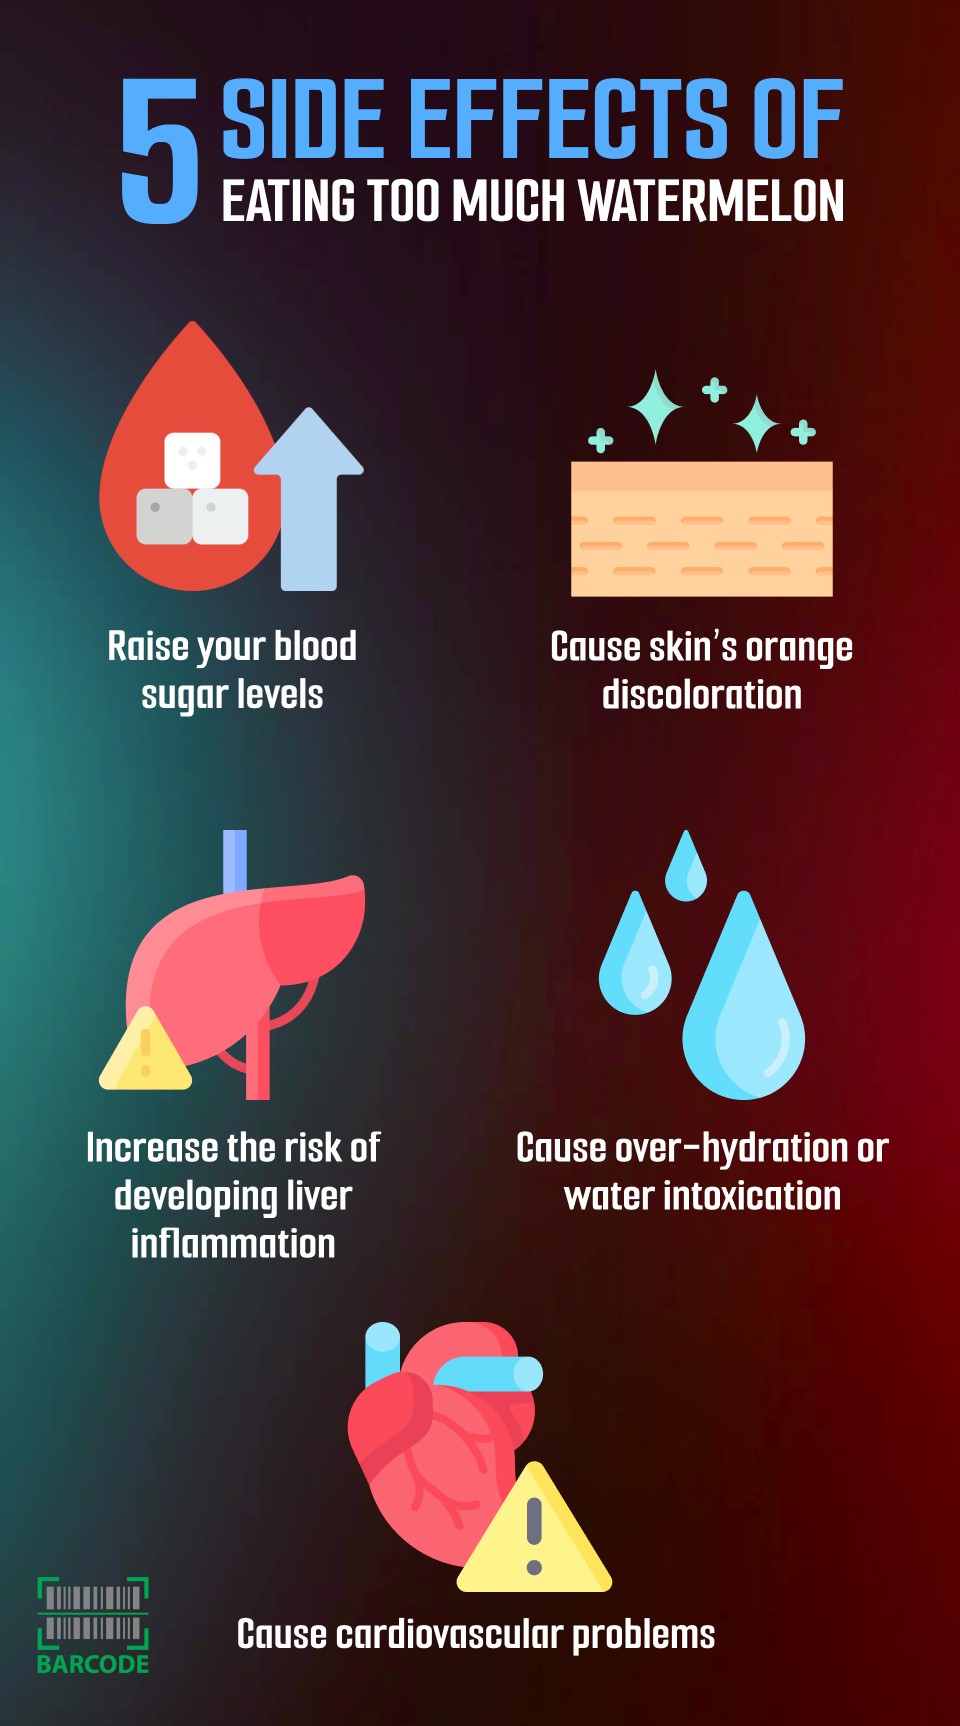 5 SIDE EFFECTS OF
EATING TOO MUCH WATERMELON
Raise your blood
sugar levels
Cause skin's orange
discoloration
Increase the risk of
developing liver
inflammation
Cause over-hydration or
water intoxication
Cause cardiovascular problems
BARCODE